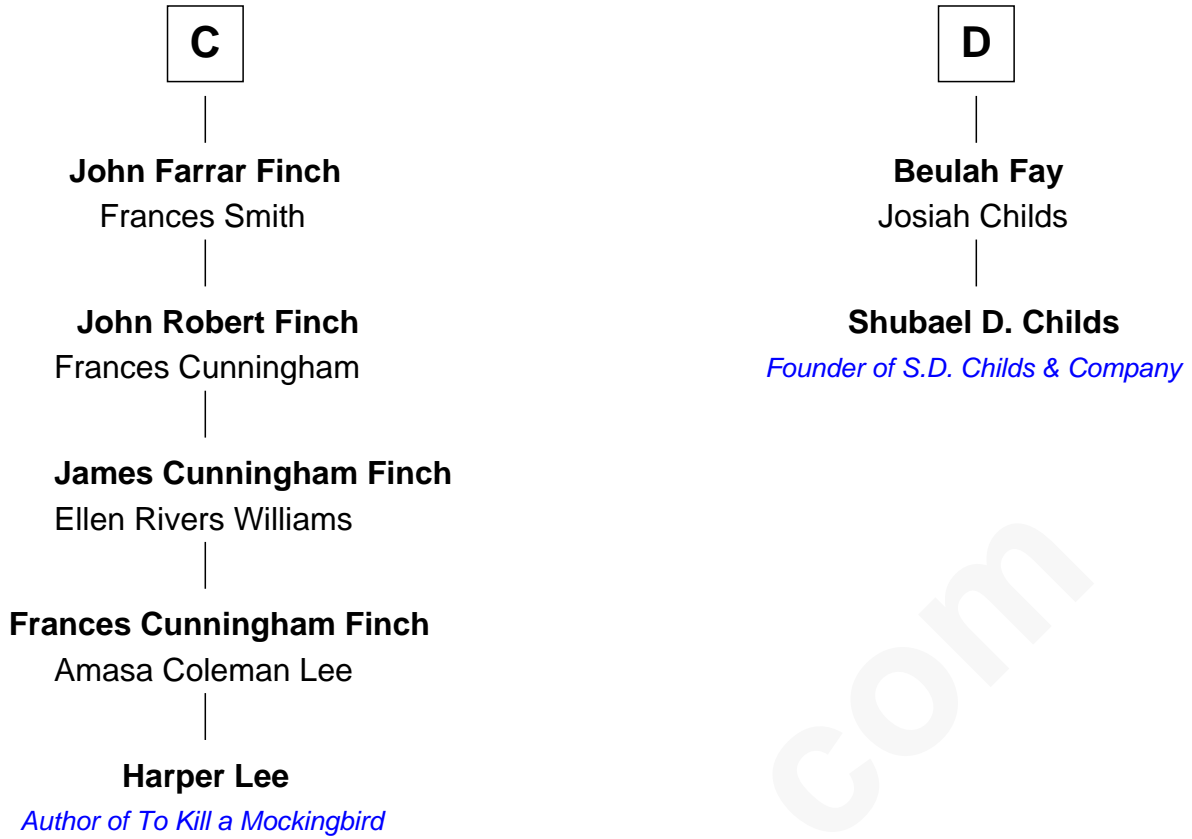 C
John Farrar Finch
Frances Smith
John Robert Finch
Frances Cunningham
James Cunningham Finch
Ellen Rivers Williams
Frances Cunningham Finch
Amasa Coleman Lee
Harper Lee
Author of To Kill a Mockingbird
D
Beulah Fay
Josiah Childs
Shubael D. Childs
Founder of S.D. Childs & Company
com